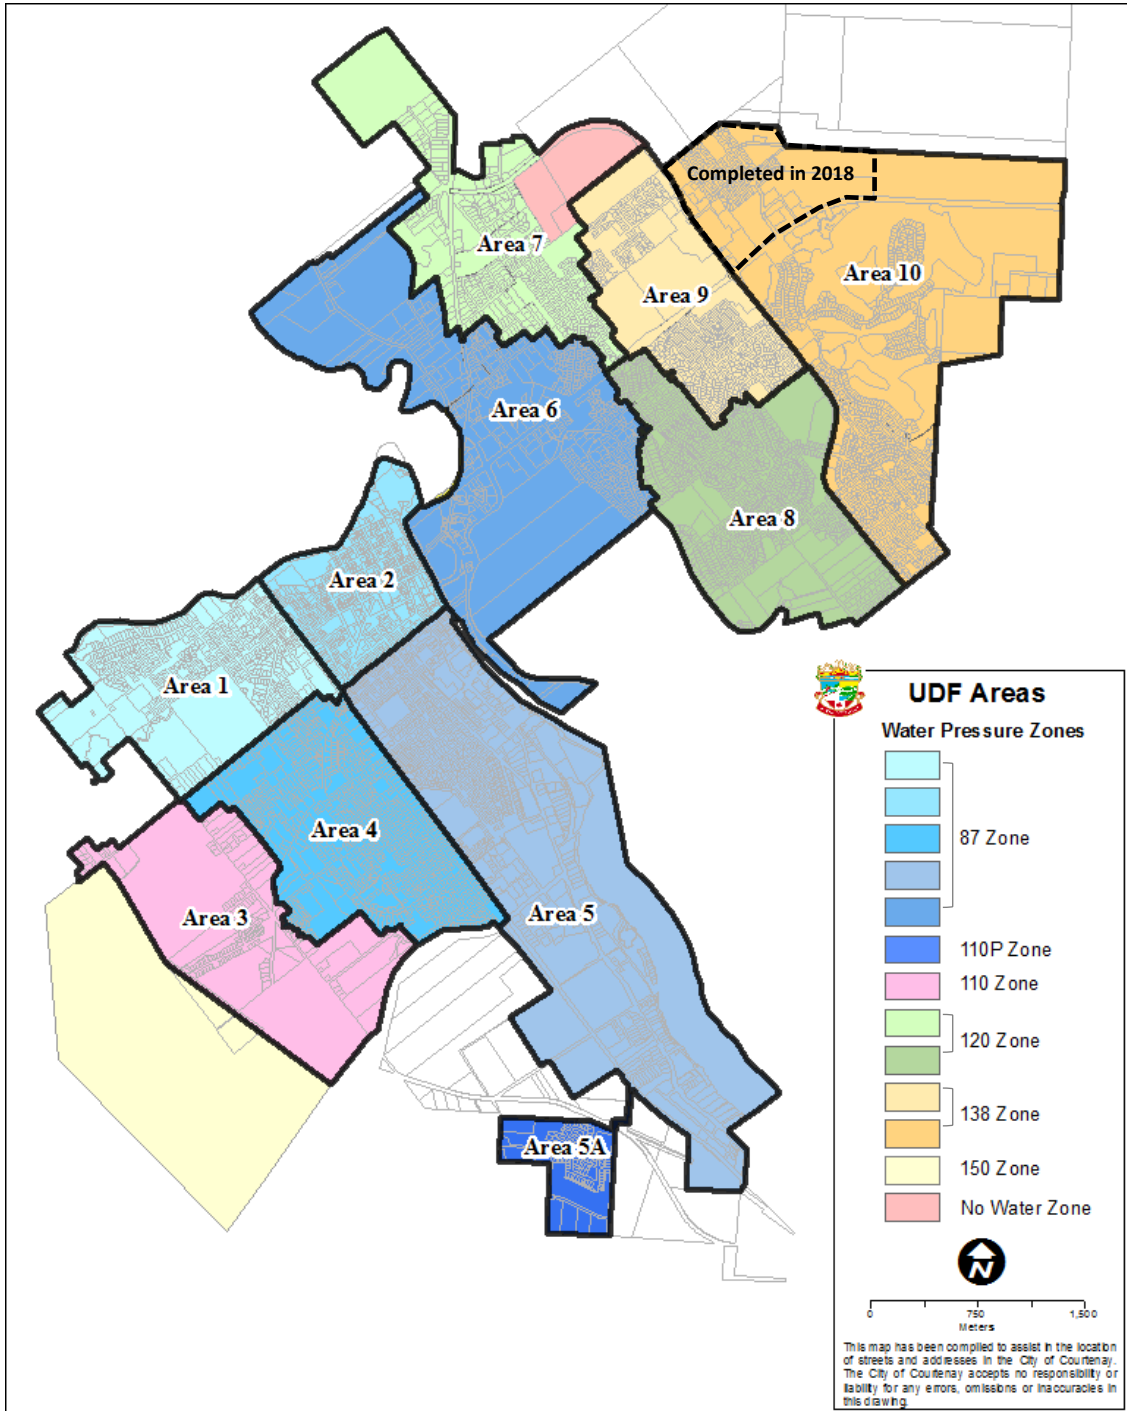 Completed in 2018
Area 7
Area 10
Area 9
Area 6
Area 8
Area 2
Area 1
Area 4
Area 3
Area 5
Area 5A
UDF Areas
Water Pressure Zones
87 Zone
110P Zone
110 Zone
120 Zone
138 Zone
150 Zone
No Water Zone
N
0 750 1,500
Meters
This map has been compiled to assist in the location
of streets and addresses in the City of Courtenay.
The City of Courtenay accepts no responsibility or
liability for any errors, omissions or inaccuracies in
this drawing.